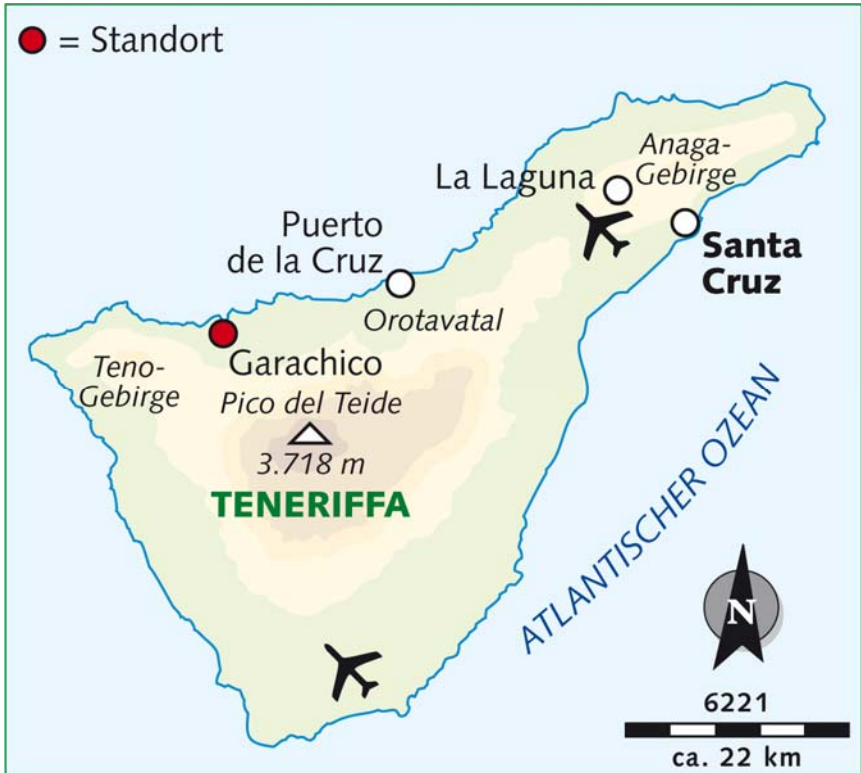 = Standort
Anaga-
Gebirge
La Laguna
Santa
Cruz
Puerto
de la Cruz
Orotavatal
Garachico
Teno-
Gebirge
Pico del Teide
3.718 m
TENERIFFA
ATLANTISCHER OZEAN
N
6221
ca. 22 km